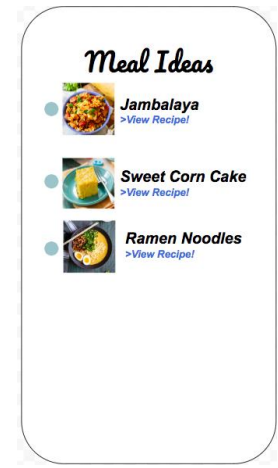 Meal Ideas
Jambalaya
>View Recipe!
Sweet Corn Cake
>View Recipe!
Ramen Noodles
>View Recipe!